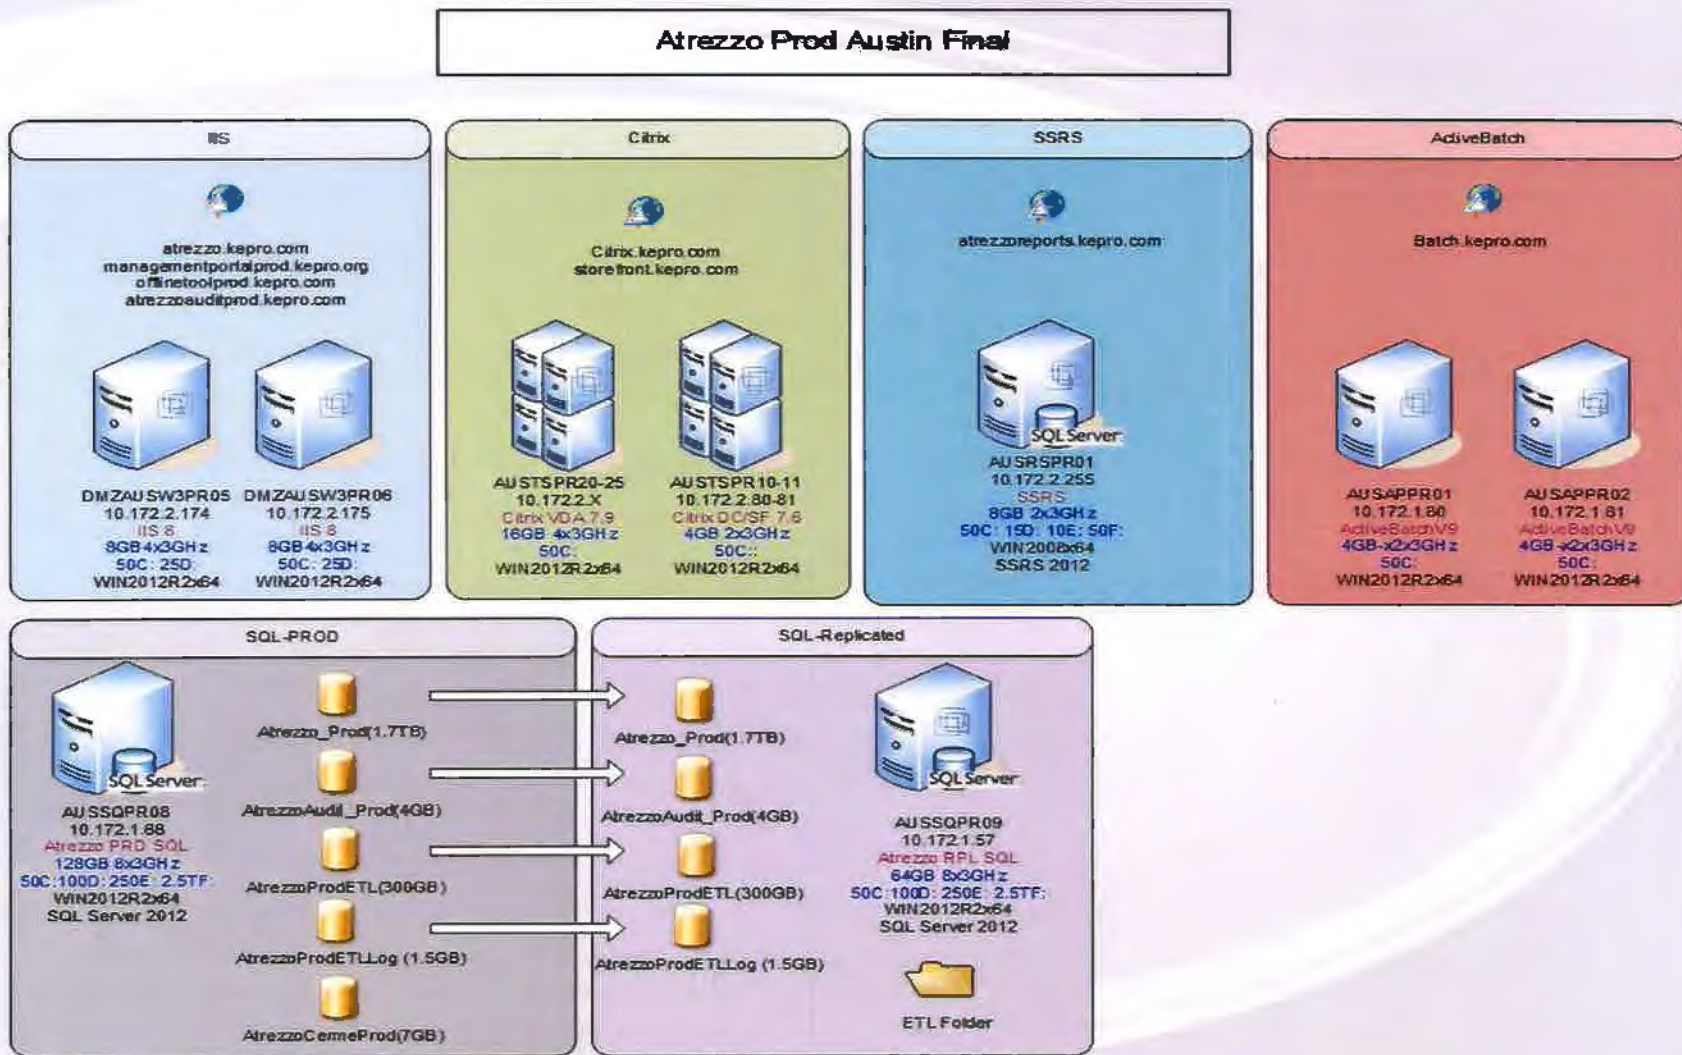 Atrezzo Prod Austin Final
IIS
atrezzo.kepro.com
managementportalprod.kepro.org
offlinetoolprod.kepro.com
atrezzoauditprod.kepro.com
DMZAUSW3PR05
10.172.2.174
IIS 8
8GB 4x3GHz
50C: 25D:
WIN2012R2x64
DMZAUSW3PR06
10.172.2.175
IIS 8
8GB 4x3GHz
50C: 25D:
WIN2012R2x64
Citrix
Citrix.kepro.com
storefront.kepro.com
AUSTSPR20-25
10.172.2.X
Citrix VDA 7.9
16GB 4x3GHz
50C:
WIN2012R2x64
AUSTSPR10-11
10.172.2.80-81
Citrix DC/SF 7.6
4GB 2x3GHz
50C::
WIN2012R2x64
SSRS
atrezzoreports.kepro.com
SQL Server
AUSRSPR01
10.172.2.255
SSRS
8GB 2x3GHz
50C: 15D: 10E: 50F:
WIN2008x64
SSRS 2012
ActiveBatch
Batch.kepro.com
AUSAPPR01
10.172.1.80
ActiveBatchV9
4GB-x2x3GHz
50C:
WIN2012R2x64
AUSAPPR02
10.172.1.81
ActiveBatchV9
4GB-x2x3GHz
50C:
WIN2012R2x64
SQL-PROD
SQL Server
AUSSQPR08
10.172.1.88
Atrezzo PRD SQL
128GB 8x3GHz
50C:100D: 250E: 2.5TF:
WIN2012R2x64
SQL Server 2012
Atrezzo_Prod(1.7TB)
AtrezzoAudit_Prod(4GB)
AtrezzoProdETL(300GB)
AtrezzoProdETLLog (1.5GB)
AtrezzoCermeProd(7GB)
SQL-Replicated
Atrezzo_Prod(1.7TB)
AtrezzoAudit_Prod(4GB)
AtrezzoProdETL(300GB)
AtrezzoProdETLLog (1.5GB)
SQL Server
AUSSQPR09
10.172.1.57
Atrezzo RPL SQL
64GB 8x3GHz
50C:100D: 250E: 2.5TF:
WIN2012R2x64
SQL Server 2012
ETL Folder